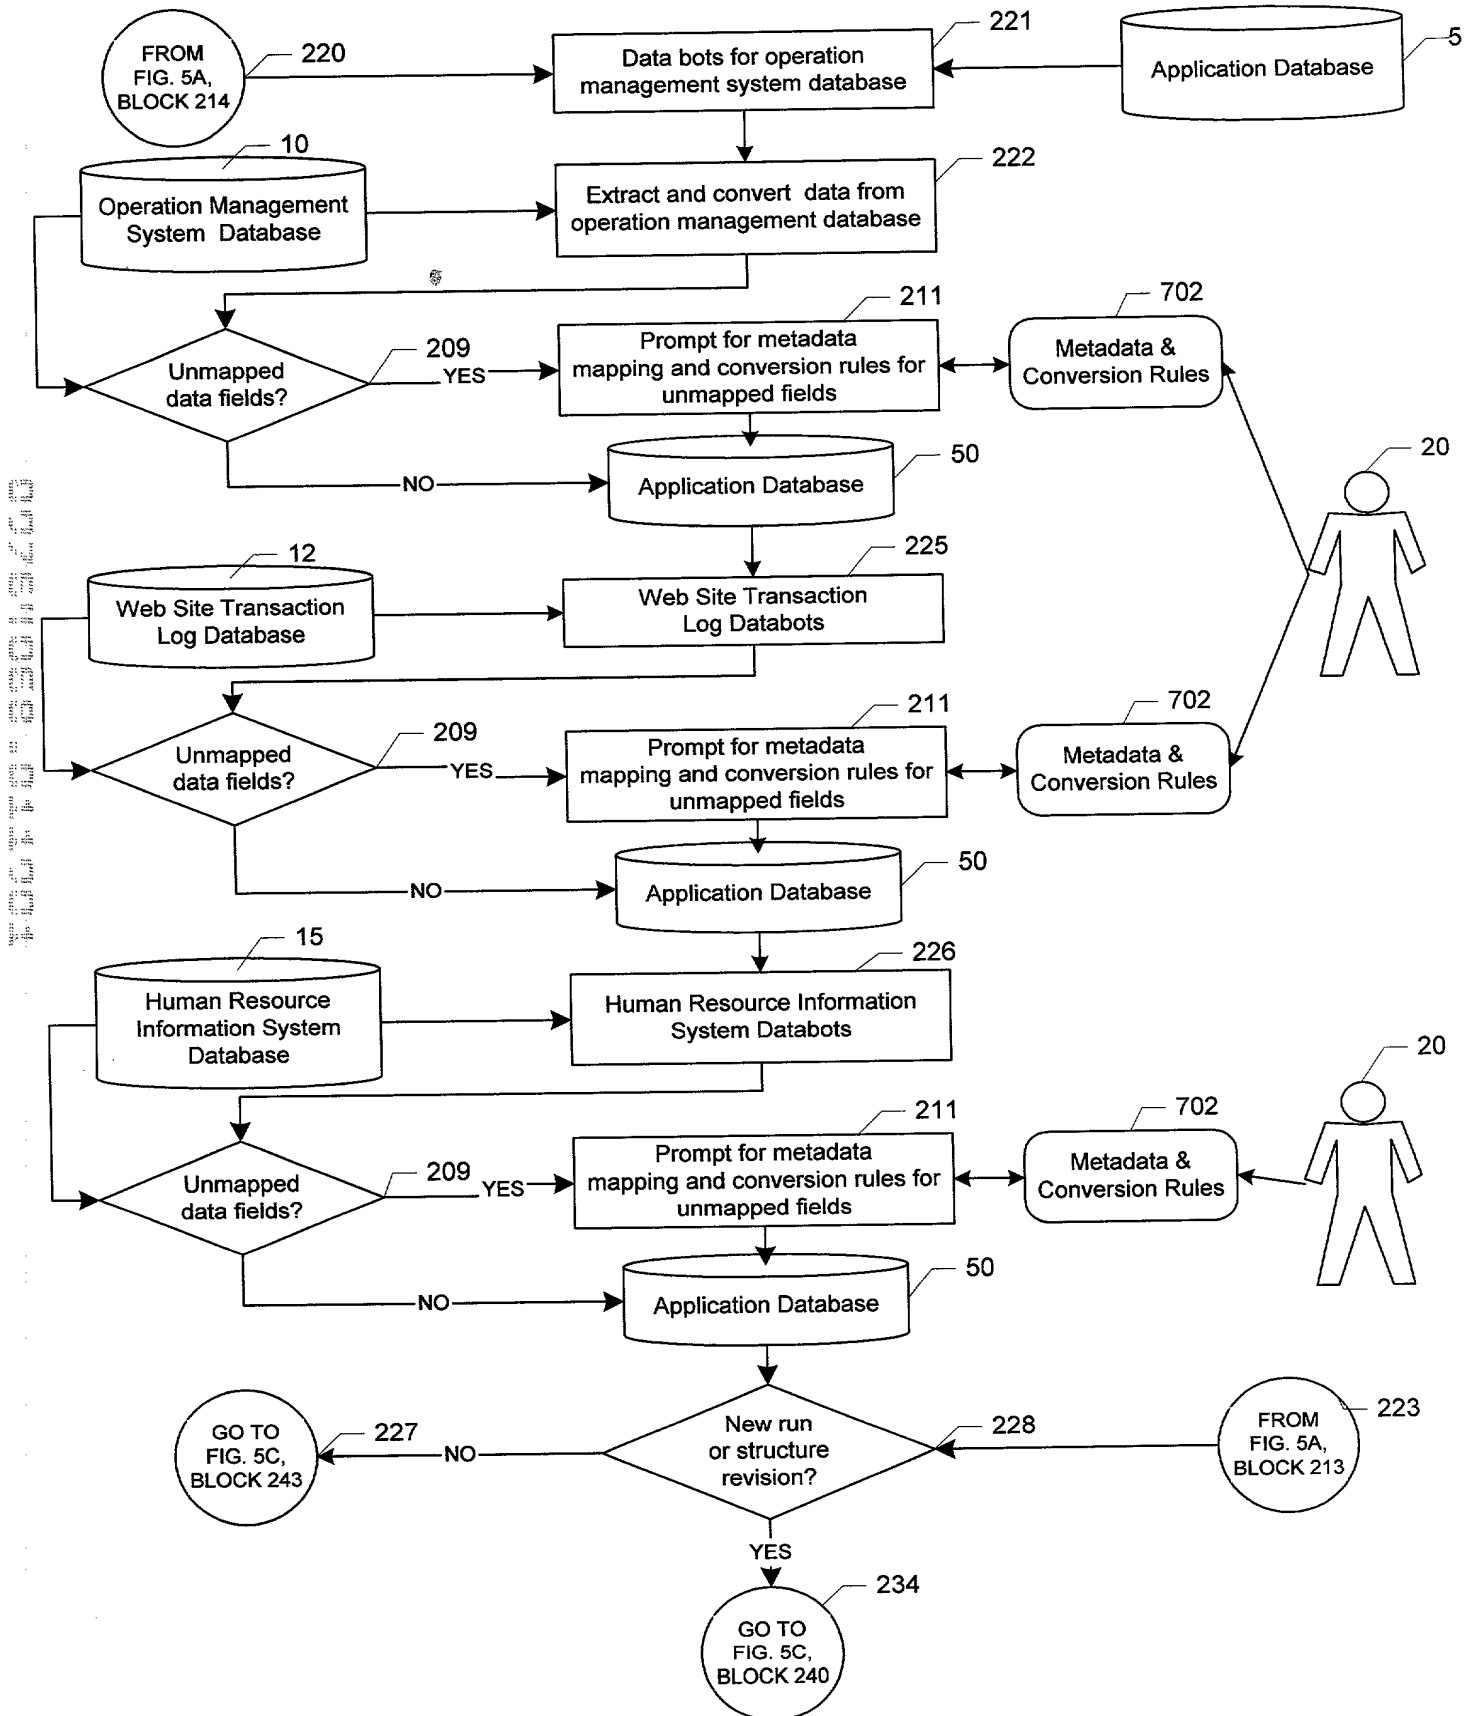 FROM
FIG. 5A,
BLOCK 214
220
221
Data bots for operation
management system database
Application Database
5
10
Operation Management
System Database
222
Extract and convert data from
operation management database
Unmapped
data fields?
209
YES
211
Prompt for metadata
mapping and conversion rules for
unmapped fields
702
Metadata &
Conversion Rules
NO
Application Database
50
20
12
Web Site Transaction
Log Database
225
Web Site Transaction
Log Databots
Unmapped
data fields?
209
YES
211
Prompt for metadata
mapping and conversion rules for
unmapped fields
702
Metadata &
Conversion Rules
NO
Application Database
50
15
Human Resource
Information System
Database
226
Human Resource Information
System Databots
20
Unmapped
data fields?
209
YES
211
Prompt for metadata
mapping and conversion rules for
unmapped fields
702
Metadata &
Conversion Rules
NO
Application Database
50
GO TO
FIG. 5C,
BLOCK 243
227
NO
New run
or structure
revision?
228
FROM
FIG. 5A,
BLOCK 213
223
YES
234
GO TO
FIG. 5C,
BLOCK 240